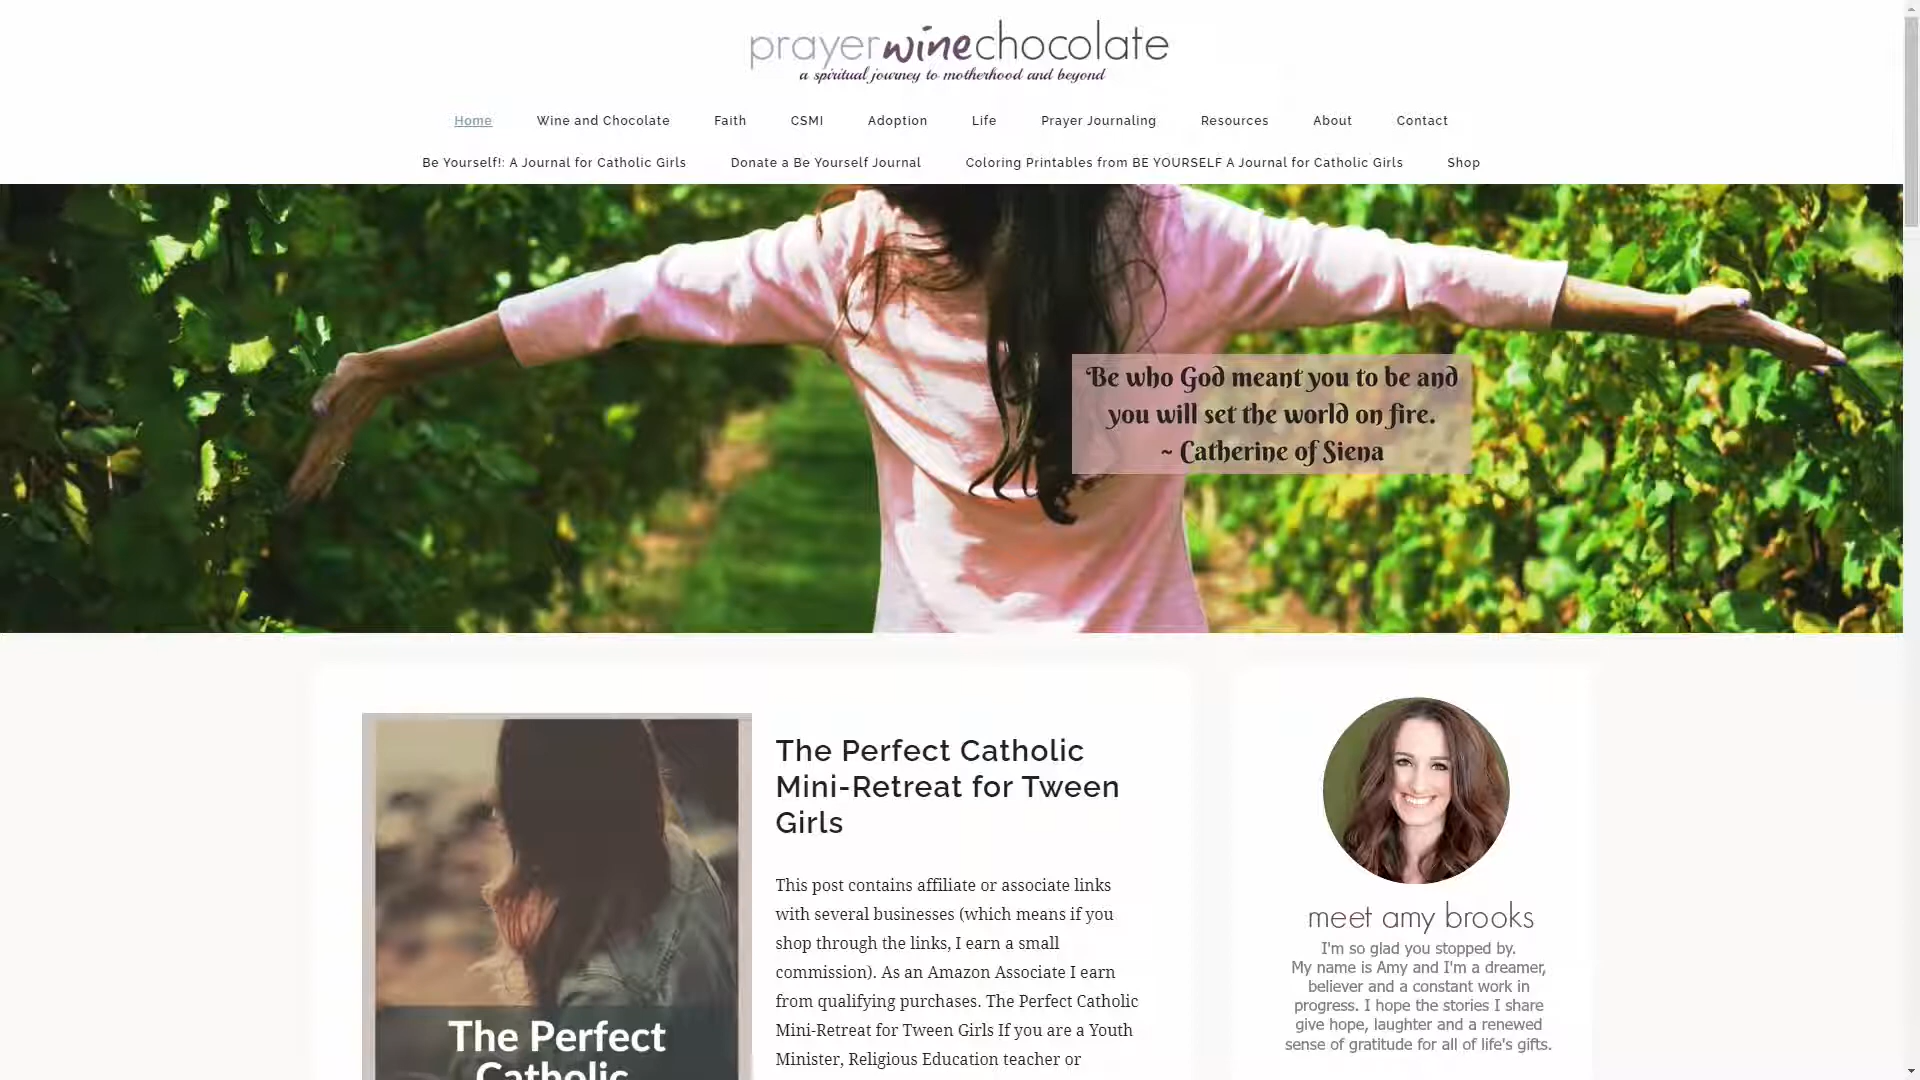 prayerwinechocolate
a spiritual journey to motherhood and beyond
Home Wine and Chocolate Faith CSMI Adoption Life Prayer Journaling Resources About Contact
Be Yourself!: A Journal for Catholic Girls Donate a Be Yourself Journal Coloring Printables from BE YOURSELF A Journal for Catholic Girls Shop
Be who God meant you to be and
you will set the world on fire.
~ Catherine of Siena
The Perfect
Catholic
The Perfect Catholic
Mini-Retreat for Tween
Girls
This post contains affiliate or associate links
with several businesses (which means if you
shop through the links, I earn a small
commission). As an Amazon Associate I earn
from qualifying purchases. The Perfect Catholic
Mini-Retreat for Tween Girls If you are a Youth
Minister, Religious Education teacher or
meet amy brooks
I'm so glad you stopped by.
My name is Amy and I'm a dreamer,
believer and a constant work in
progress. I hope the stories I share
give hope, laughter and a renewed
sense of gratitude for all of life's gifts.